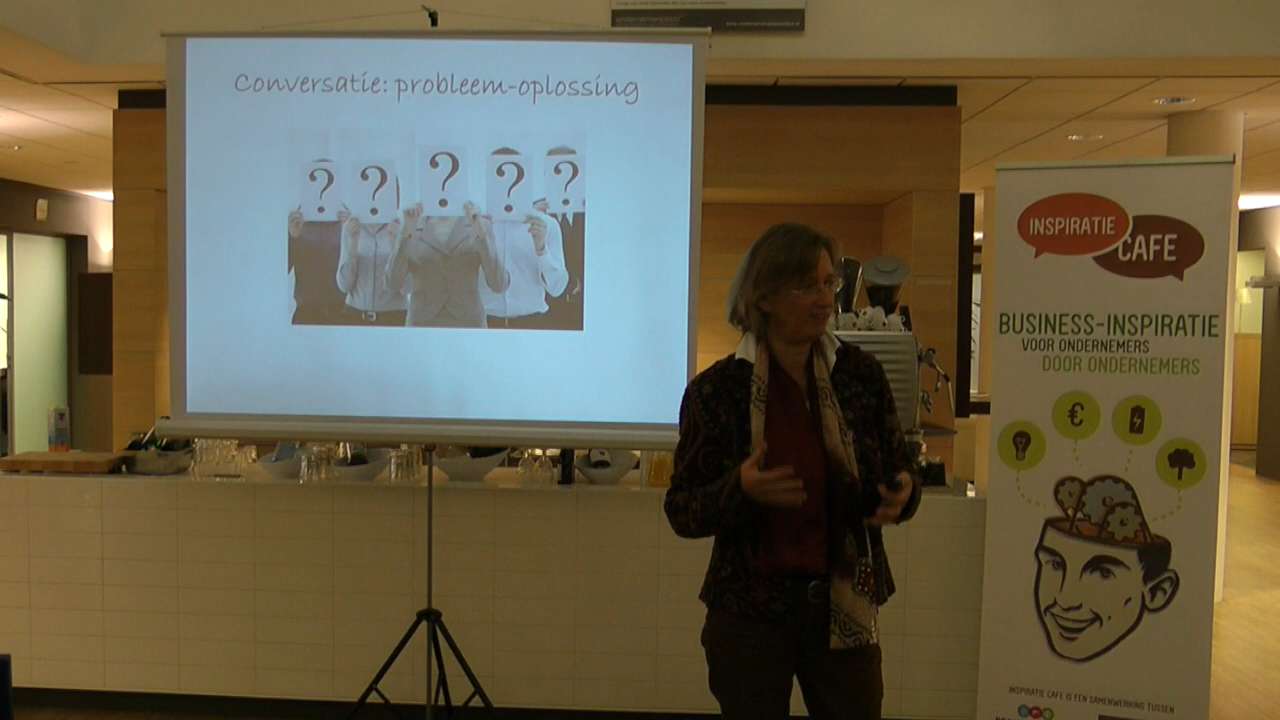 Conversatie: probleem-oplossing
? ? ? ? ?
INSPIRATIE
CAFE
BUSINESS-INSPIRATIE
VOOR ONDERNEMERS
DOOR ONDERNEMERS
€
INSPIRATIE CAFE IS EEN SAMENWERKING TUSSEN